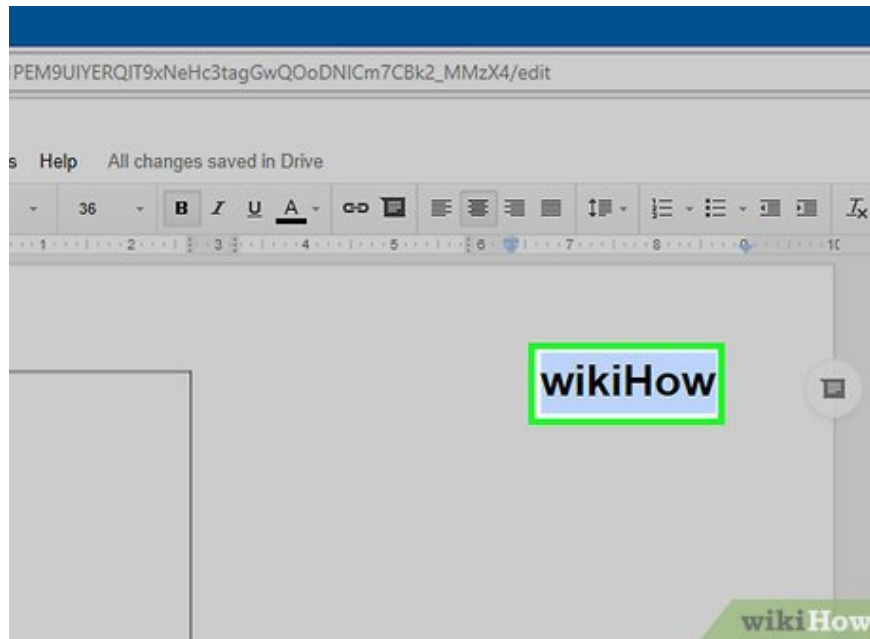 PEM9UIYERQIT9xNeHc3tagGwQOoDNICm7CBk2_MMzX4/edit
s Help All changes saved in Drive
36 B I U A Tx
1 2 3 4 5 6 7 8 9 10
wikiHow
wikiHow